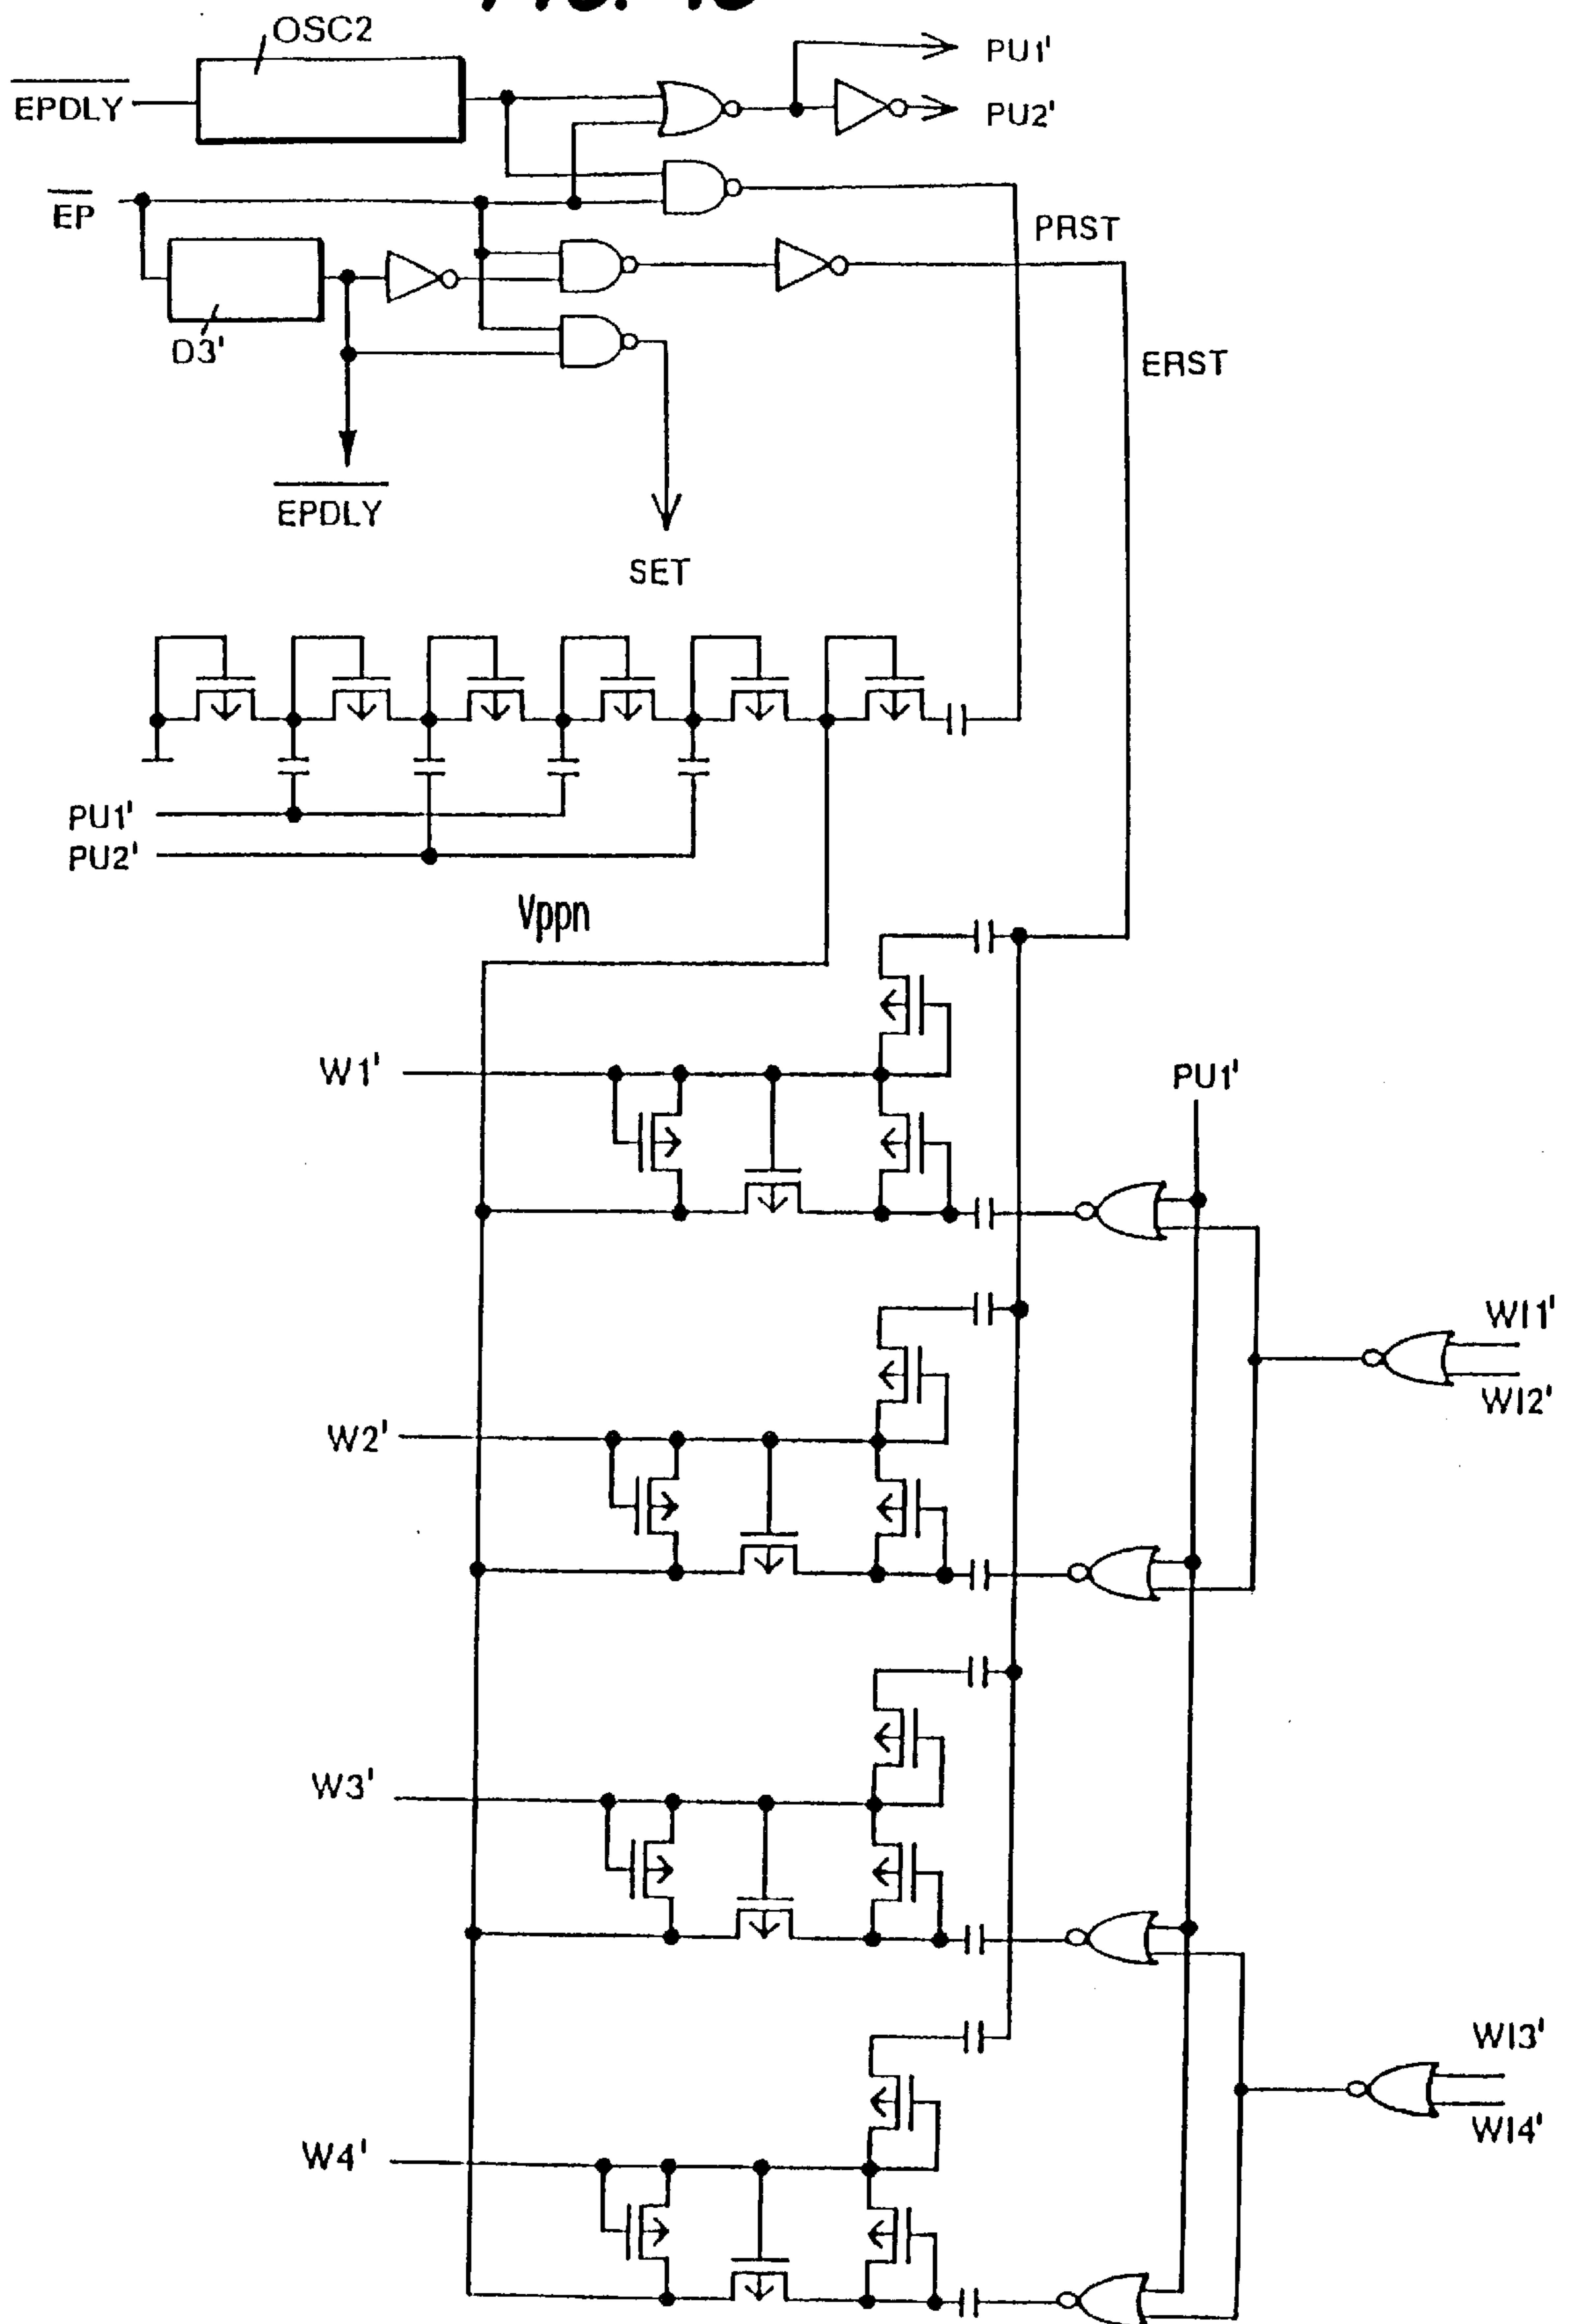 OSC2
PU1'
EPDLY
PU2'
EP
PRST
D3'
ERST
EPDLY
SET
PU1'
PU2'
Vppn
W1'
PU1'
WI1'
WI2'
W2'
W3'
WI3'
WI4'
W4'